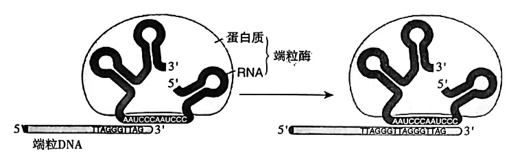 蛋白质
端粒酶
3'
5'
RNA
AAUCCCAAUCCC
5'
TTAGGGTTAG
3'
端粒DNA
3'
5'
AAUCCCAAUCCC
5'
TTAGGGTTAGGGTTAG
3'